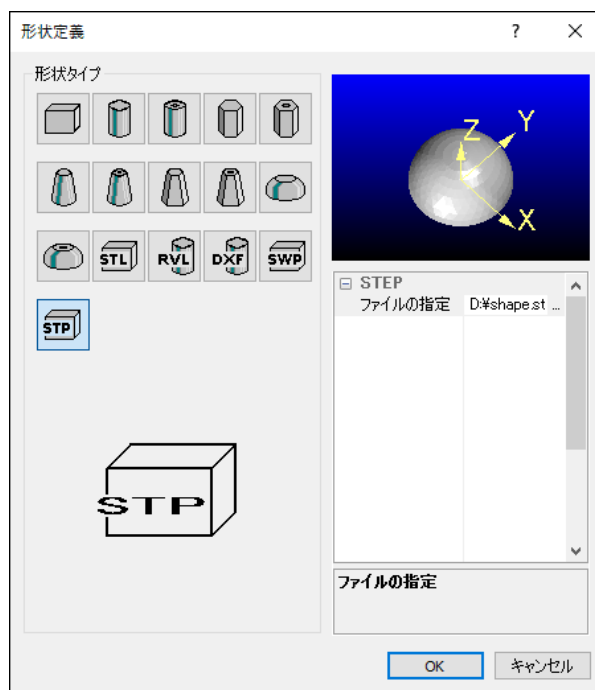 形状定義
?
形状タイプ
STL
RVL
DXF
SWP
STP
STP
Z
Y
X
STEP
ファイルの指定 D:¥shape.st ...
ファイルの指定
OK
キャンセル